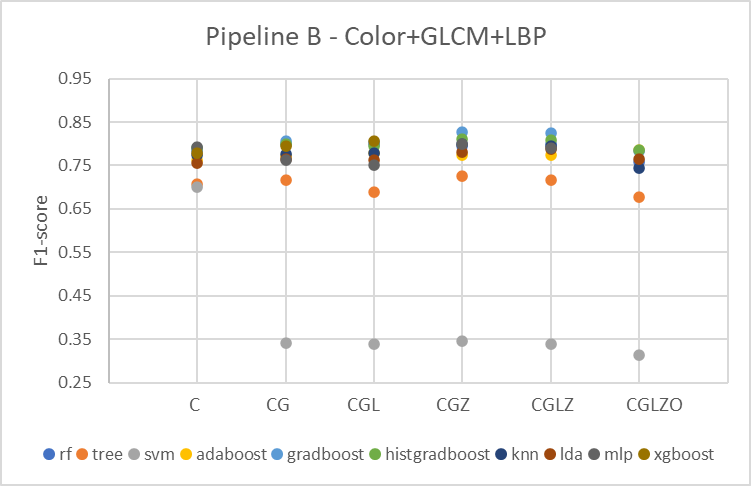 Pipeline B - Color+GLCM+LBP
0.95
0.85
0.75
0.65
0.55
0.45
0.35
0.25
F1-score
C CG CGL CGZ CGLZ CGLZO
rf tree svm adaboost gradboost histgradboost knn lda mlp xgboost